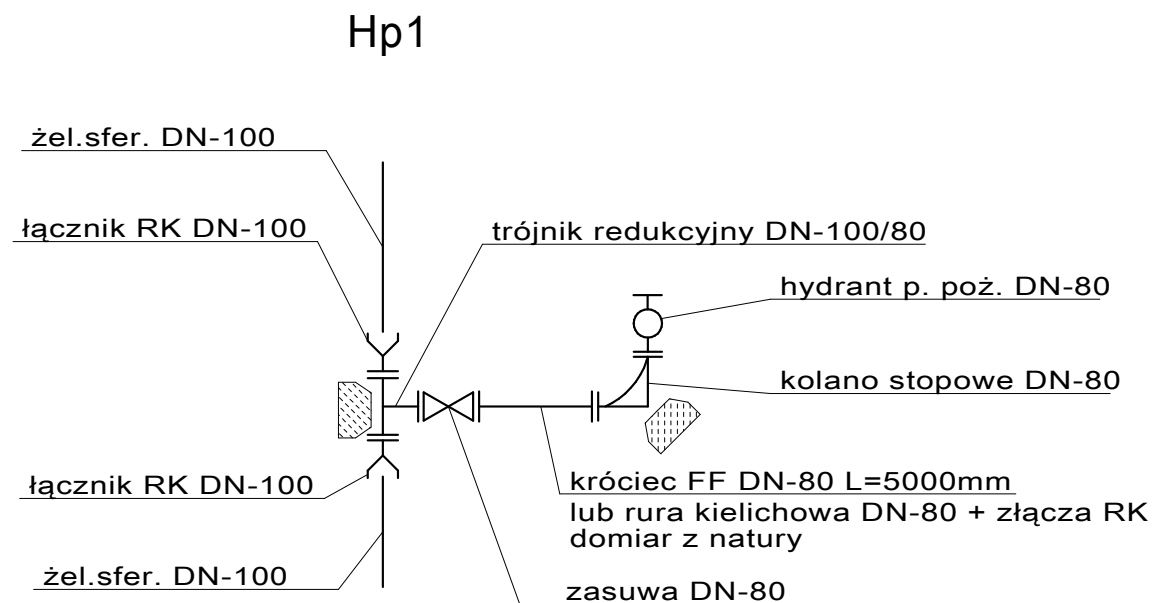 Hp1
żel.sfer. DN-100
łącznik RK DN-100
trójnik redukcyjny DN-100/80
hydrant p. poż. DN-80
kolano stopowe DN-80
łącznik RK DN-100
króciec FF DN-80 L=5000mm
lub rura kielichowa DN-80 + złącza RK
domiar z natury
żel.sfer. DN-100
zasuwa DN-80